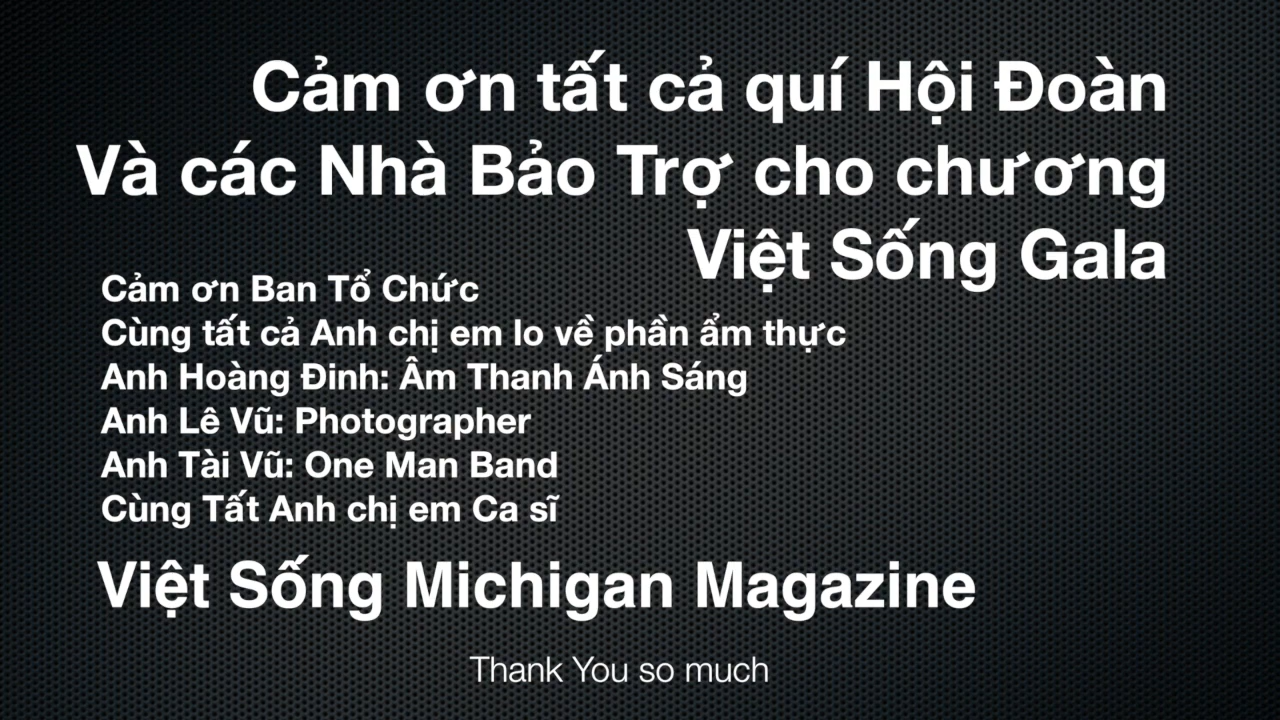 Cảm ơn tất cả quí Hội Đoàn
Và các Nhà Bảo Trợ cho chương
Việt Sống Gala
Cảm ơn Ban Tổ Chức
Cùng tất cả Anh chị em lo về phần ẩm thực
Anh Hoàng Đinh: Âm Thanh Ánh Sáng
Anh Lê Vũ: Photographer
Anh Tài Vũ: One Man Band
Cùng Tất Anh chị em Ca sĩ
Việt Sống Michigan Magazine
Thank You so much